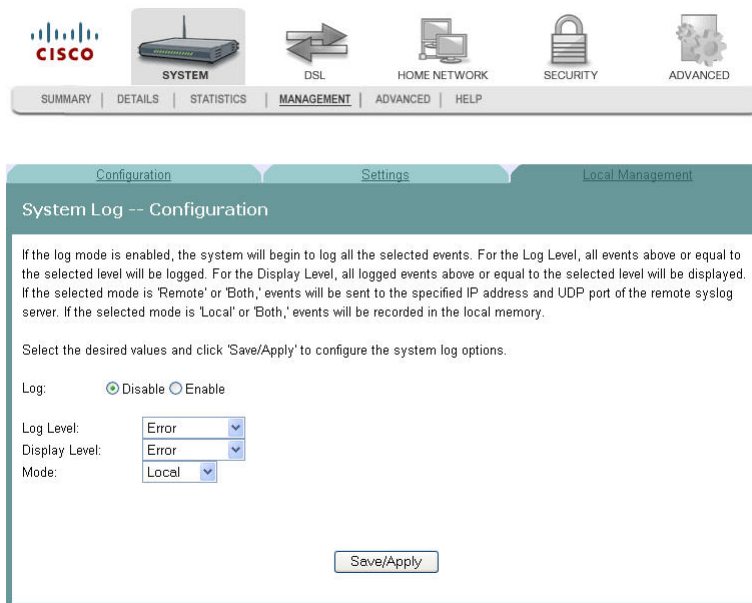 CISCO
SYSTEM
DSL
HOME NETWORK
SECURITY
ADVANCED
SUMMARY | DETAILS | STATISTICS | MANAGEMENT | ADVANCED | HELP
Configuration
Settings
Local Management
System Log -- Configuration
If the log mode is enabled, the system will begin to log all the selected events. For the Log Level, all events above or equal to
the selected level will be logged. For the Display Level, all logged events above or equal to the selected level will be displayed.
If the selected mode is 'Remote' or 'Both,' events will be sent to the specified IP address and UDP port of the remote syslog
server. If the selected mode is 'Local' or 'Both,' events will be recorded in the local memory.
Select the desired values and click 'Save/Apply' to configure the system log options.
Log: Disable Enable
Log Level: Error
Display Level: Error
Mode: Local
Save/Apply